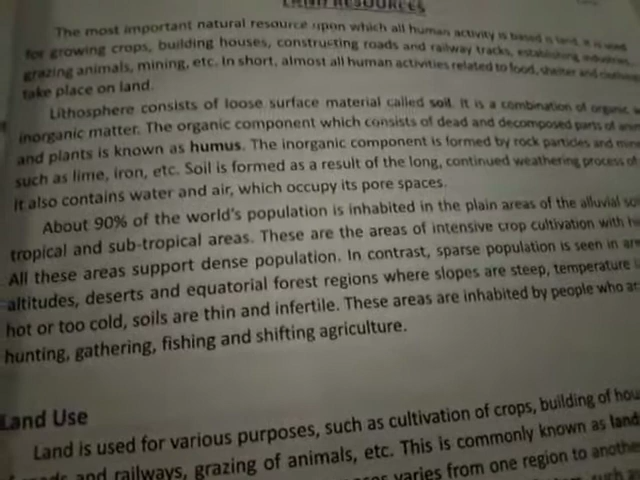 LAND RESOURCES
The most important natural resource upon which all human activity is based is land. It is used
for growing crops, building houses, constructing roads and railway tracks, establishing industries,
grazing animals, mining, etc. In short, almost all human activities related to food, shelter and clothing
take place on land.
Lithosphere consists of loose surface material called soil. It is a combination of organic
inorganic matter. The organic component which consists of dead and decomposed parts of
and plants is known as humus. The inorganic component is formed by rock particles and
such as lime, iron, etc. Soil is formed as a result of the long, continued weathering process of
It also contains water and air, which occupy its pore spaces.
About 90% of the world's population is inhabited in the plain areas of the alluvial
tropical and sub-tropical areas. These are the areas of intensive crop cultivation with
All these areas support dense population. In contrast, sparse population is seen in
altitudes, deserts and equatorial forest regions where slopes are steep, temperature
hot or too cold, soils are thin and infertile. These areas are inhabited by people who
hunting, gathering, fishing and shifting agriculture.
Land Use
Land is used for various purposes, such as cultivation of crops, building of
and railways, grazing of animals, etc. This is commonly known as land
varies from one region to